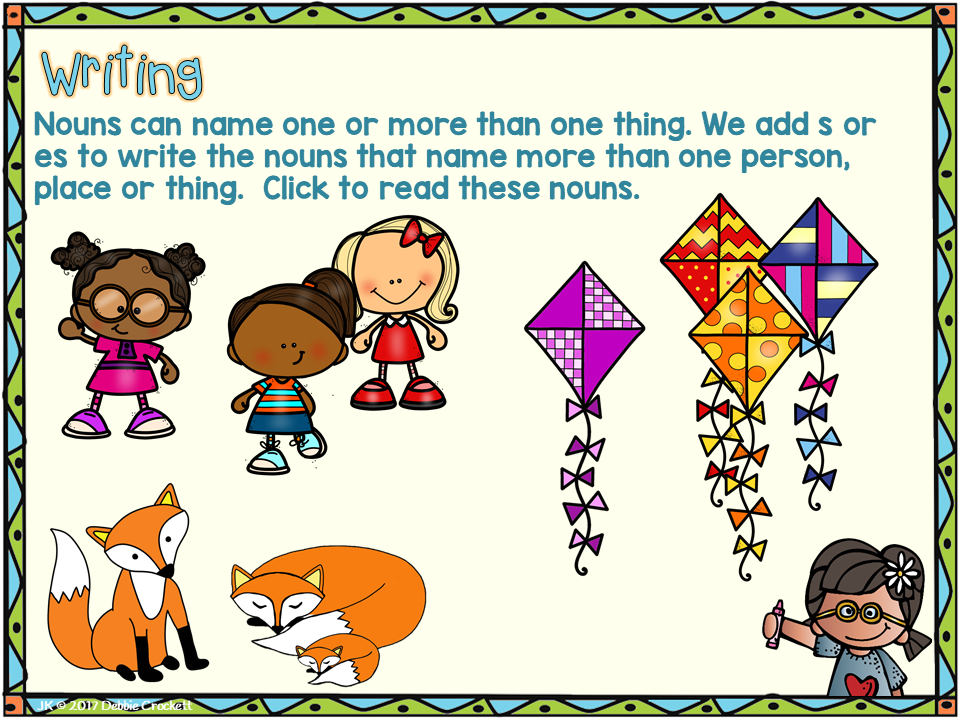 Writing
Nouns can name one or more than one thing. We add s or
es to write the nouns that name more than one person,
place or thing.  Click to read these nouns.
JK © 2017 Debbie Crockett